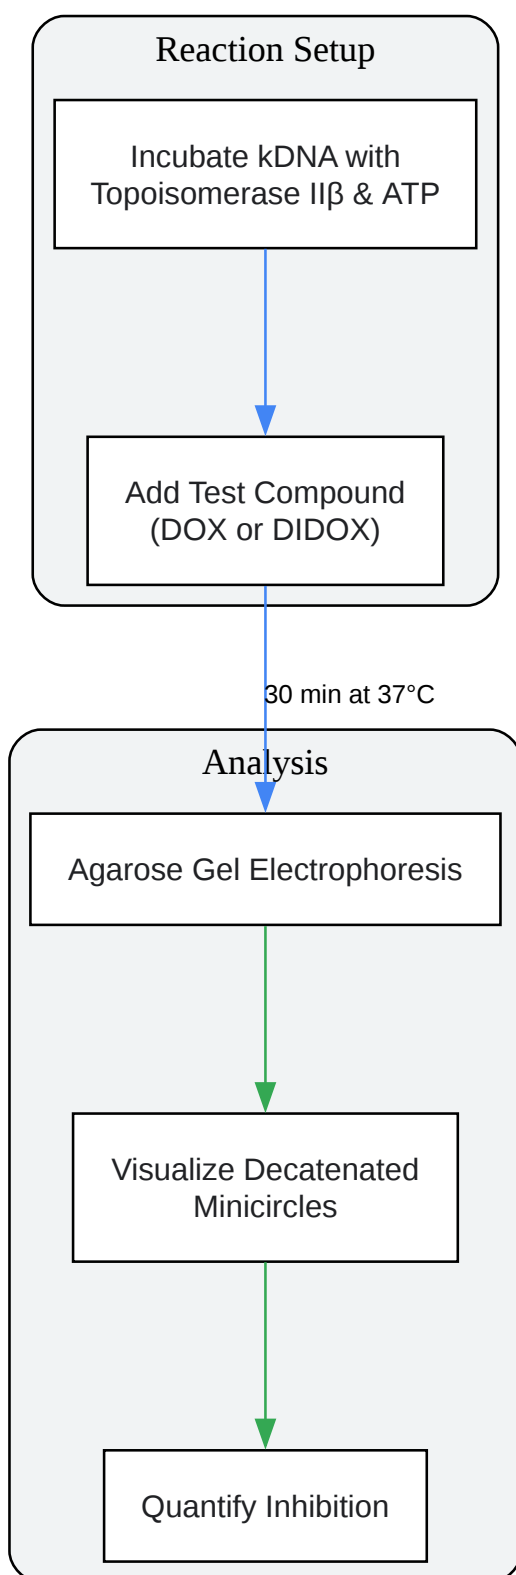 Reaction Setup
Incubate kDNA with
Topoisomerase IIβ & ATP
Add Test Compound
(DOX or DIDOX)
30 min at 37°C
Analysis
Agarose Gel Electrophoresis
Visualize Decatenated
Minicircles
Quantify Inhibition